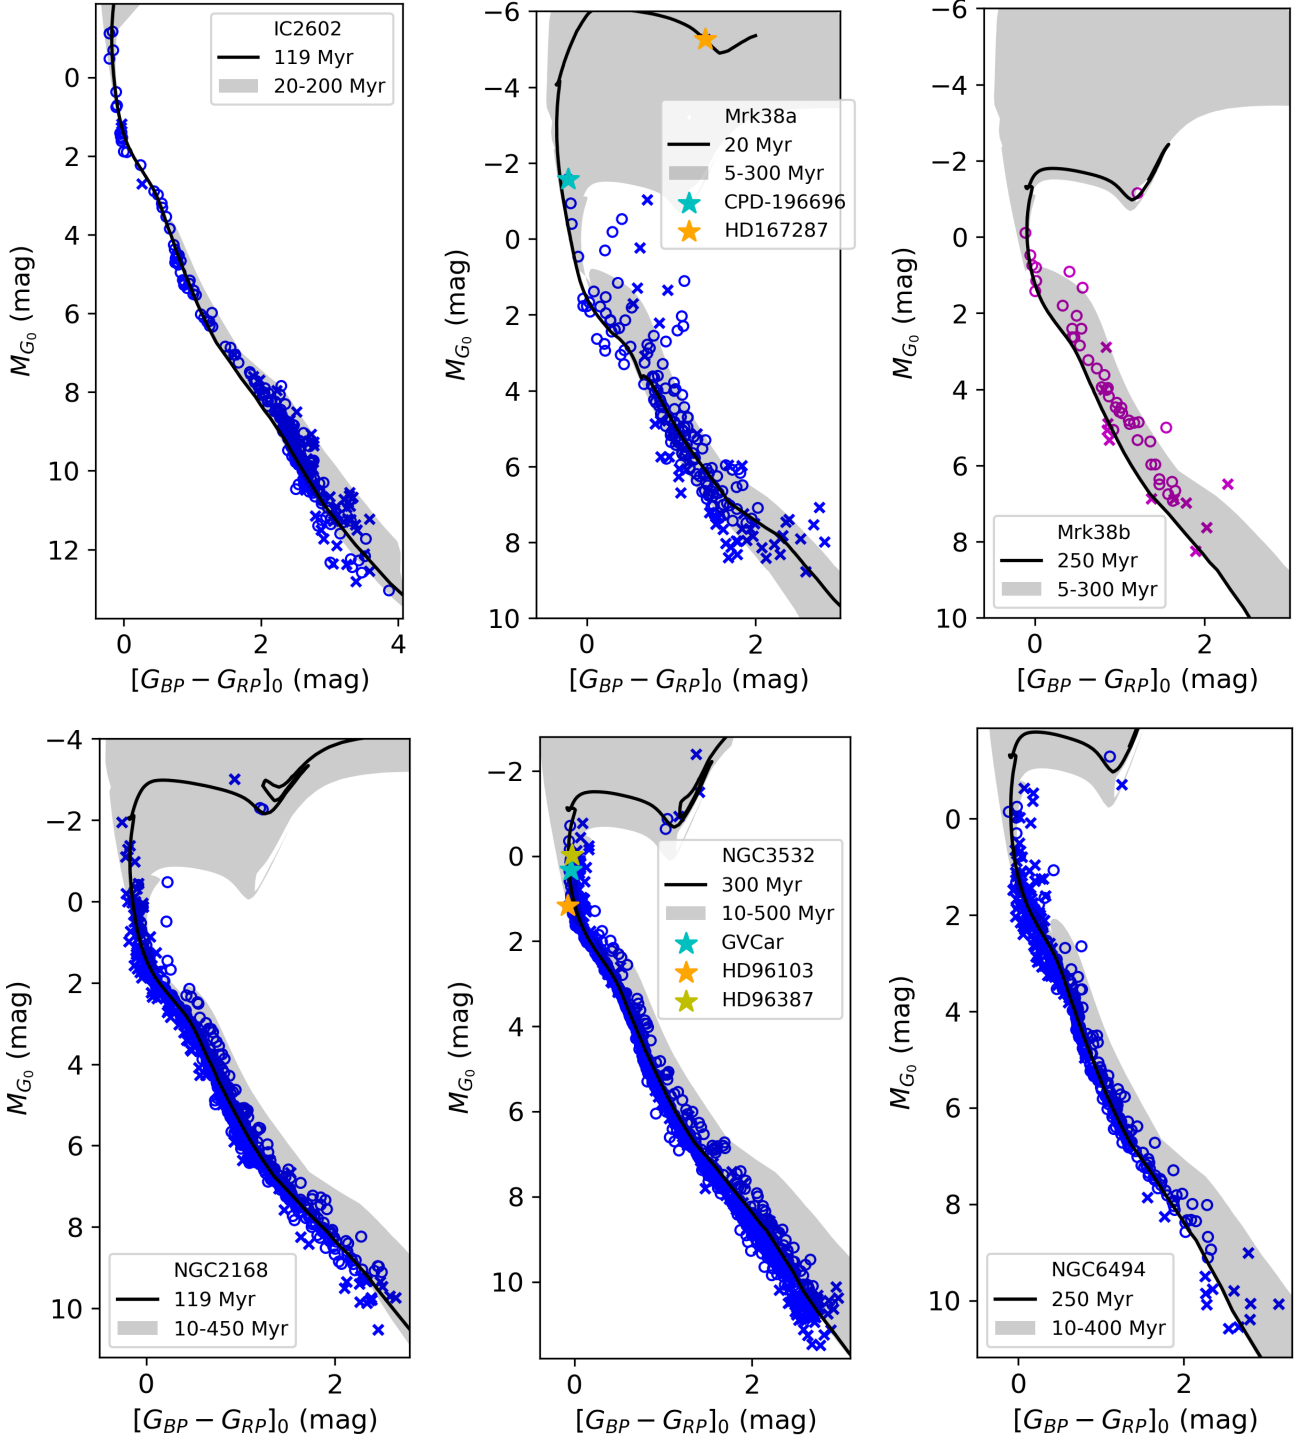 IC2602
119 Myr
20-200 Myr
0
2
4
6
8
10
12
M_{G_0} (mag)
0
2
4
[G_{BP} − G_{RP}]_0 (mag)
−6
−4
−2
0
2
4
6
8
10
M_{G_0} (mag)
Mrk38a
20 Myr
5-300 Myr
CPD-196696
HD167287
0
2
[G_{BP} − G_{RP}]_0 (mag)
−6
−4
−2
0
2
4
6
8
10
M_{G_0} (mag)
Mrk38b
250 Myr
5-300 Myr
0
2
[G_{BP} − G_{RP}]_0 (mag)
−4
−2
0
2
4
6
8
10
M_{G_0} (mag)
NGC2168
119 Myr
10-450 Myr
0
2
[G_{BP} − G_{RP}]_0 (mag)
−2
0
2
4
6
8
10
M_{G_0} (mag)
NGC3532
300 Myr
10-500 Myr
GVCar
HD96103
HD96387
0
2
[G_{BP} − G_{RP}]_0 (mag)
0
2
4
6
8
10
M_{G_0} (mag)
NGC6494
250 Myr
10-400 Myr
0
2
[G_{BP} − G_{RP}]_0 (mag)